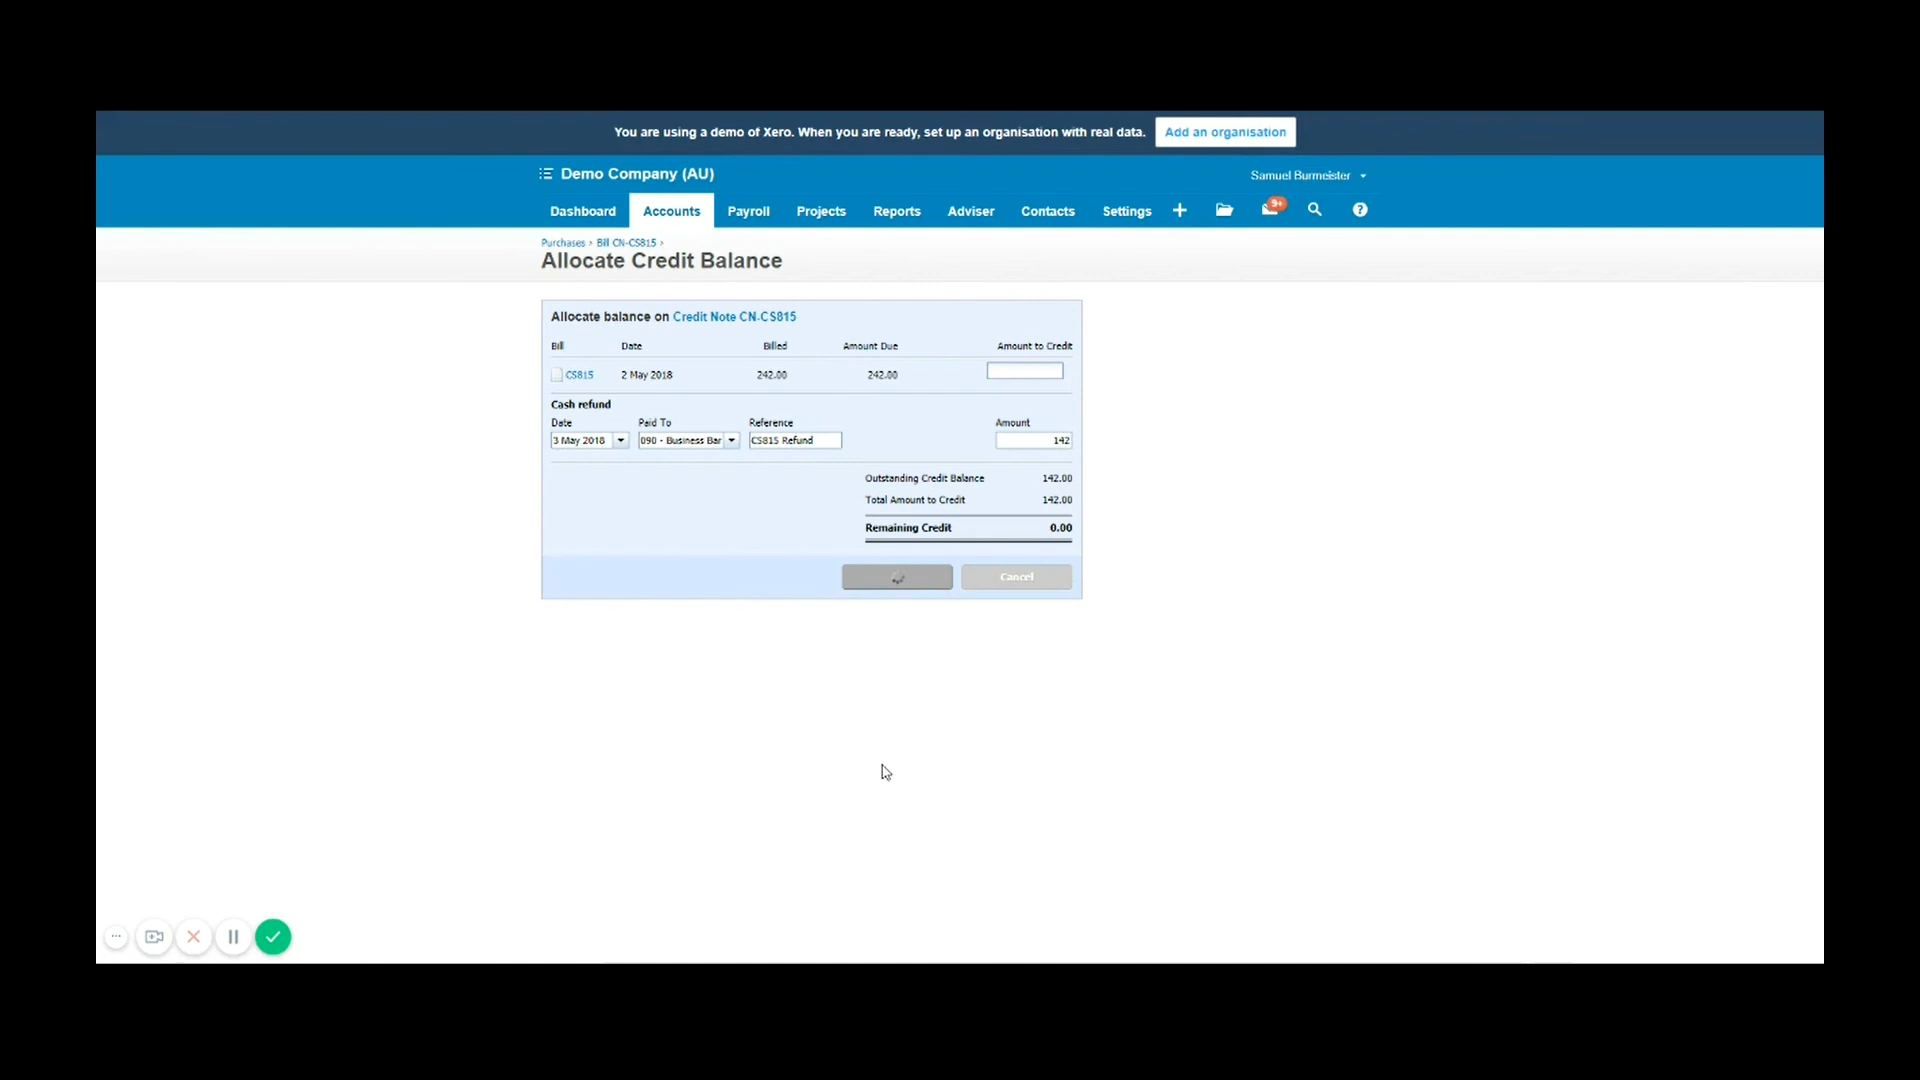 You are using a demo of Xero. When you are ready, set up an organisation with real data. Add an organisation
Demo Company (AU) Samuel Burmeister
Dashboard Accounts Payroll Projects Reports Adviser Contacts Settings 9+
Purchases › Bill CN-CS815 ›
Allocate Credit Balance
Allocate balance on Credit Note CN-CS815
Bill Date Billed Amount Due Amount to Credit
CS815 2 May 2018 242.00 242.00
Cash refund
Date Paid To Reference Amount
3 May 2018 090 - Business Bar CS815 Refund 142
Outstanding Credit Balance 142.00
Total Amount to Credit 142.00
Remaining Credit 0.00
Cancel